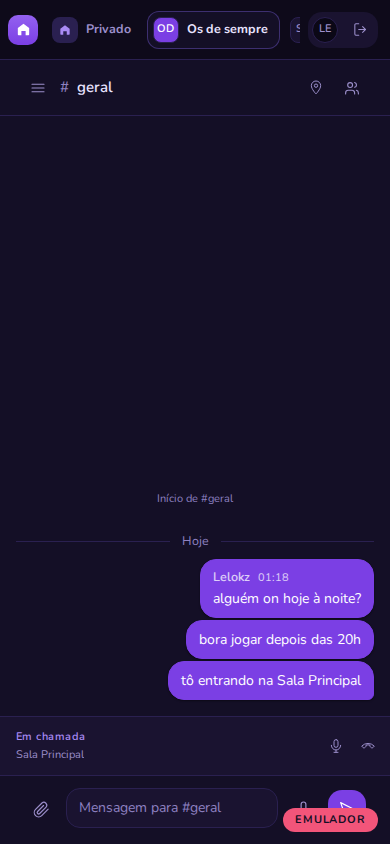 Privado
OD
Os de sempre
S
LE
# geral
Início de #geral
Hoje
Lelokz 01:18
alguém on hoje à noite?
bora jogar depois das 20h
tô entrando na Sala Principal
Em chamada
Sala Principal
Mensagem para #geral
EMULADOR